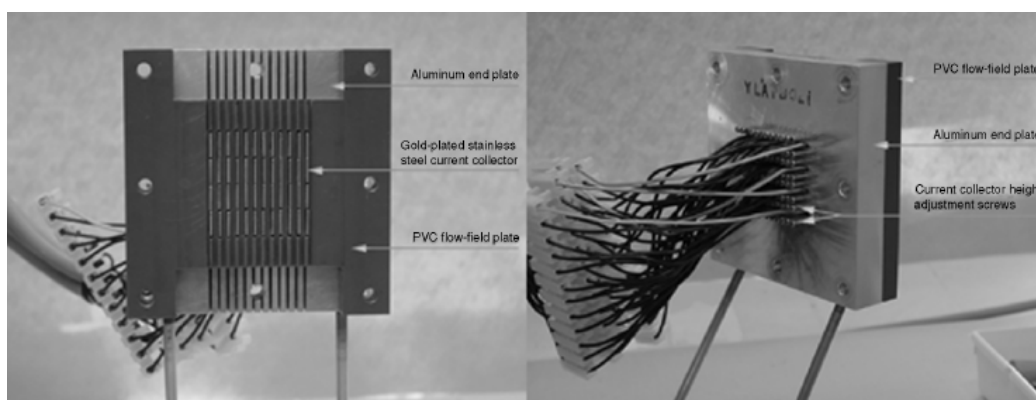 Aluminum end plate
Gold-plated stainless
steel current collector
PVC flow-field plate
PVC flow-field plate
Aluminum end plate
Current collector heigh
adjustment screws
YLÄPUOLI